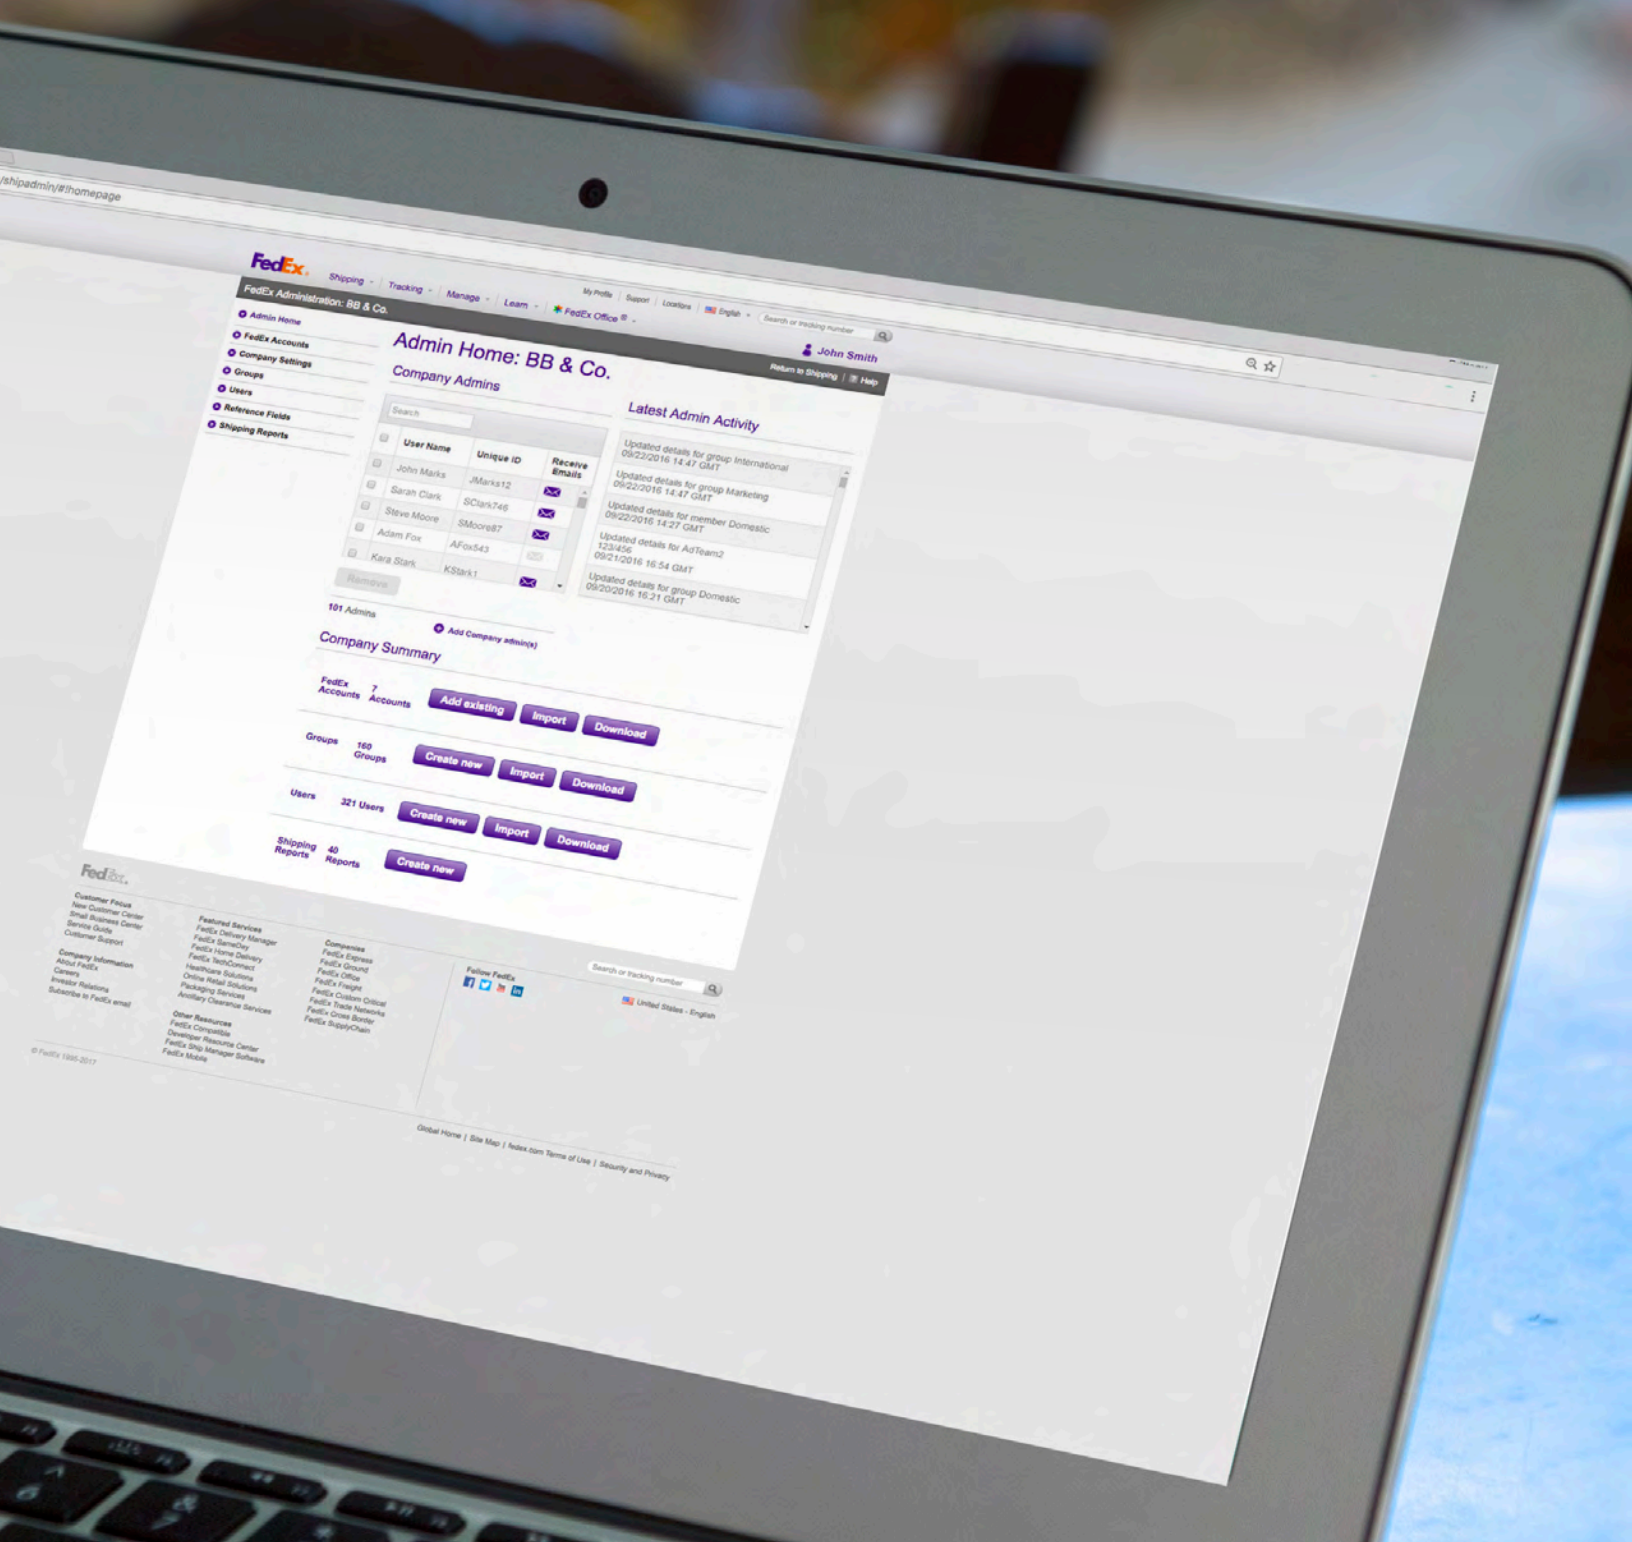 /shipadmin/#!homepage
FedEx.
Shipping
Tracking
Manage
Learn
FedEx Office ®
My Profile | Support | Locations | English
Search or tracking number
John Smith
FedEx Administration: BB & Co.
Return to Shipping | Help
Admin Home
FedEx Accounts
Company Settings
Groups
Users
Reference Fields
Shipping Reports
Admin Home: BB & Co.
Company Admins
Search
User Name Unique ID Receive
Emails
John Marks JMarks12
Sarah Clark SClark746
Steve Moore SMoore87
Adam Fox AFox543
Kara Stark KStark1
Remove
101 Admins
Add Company admin(s)
Latest Admin Activity
Updated details for group International
09/22/2016 14:47 GMT
Updated details for group Marketing
09/22/2016 14:47 GMT
Updated details for member Domestic
09/22/2016 14:27 GMT
Updated details for AdTeam2
123/456
09/21/2016 16:54 GMT
Updated details for group Domestic
09/20/2016 16:21 GMT
Company Summary
FedEx
Accounts
7
Accounts
Add existing Import Download
Groups
160
Groups
Create new Import Download
Users 321 Users Create new Import Download
Shipping
Reports
40
Reports
Create new
FedEx.
Customer Focus
New Customer Center
Small Business Center
Service Guide
Customer Support
Company Information
About FedEx
Careers
Investor Relations
Subscribe to FedEx email
Featured Services
FedEx Delivery Manager
FedEx SameDay
FedEx Home Delivery
FedEx TechConnect
Healthcare Solutions
Online Retail Solutions
Packaging Services
Ancillary Clearance Services
Other Resources
FedEx Compatible
Developer Resource Center
FedEx Ship Manager Software
FedEx Mobile
Companies
FedEx Express
FedEx Ground
FedEx Office
FedEx Freight
FedEx Custom Critical
FedEx Trade Networks
FedEx Cross Border
FedEx SupplyChain
Follow FedEx
Search or tracking number
United States - English
© FedEx 1995-2017
Global Home | Site Map | fedex.com Terms of Use | Security and Privacy
6
&
7